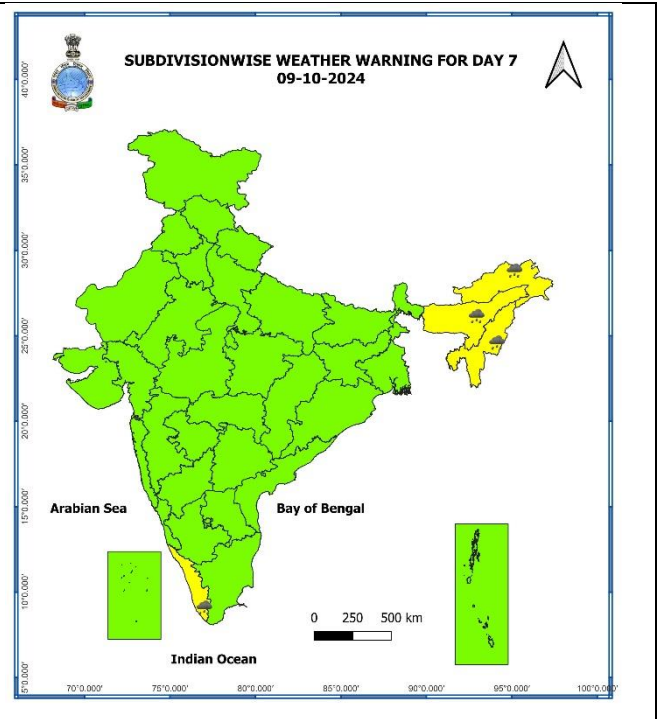 SUBDIVISIONWISE WEATHER WARNING FOR DAY 7
09-10-2024
40°0.000'
35°0.000'
30°0.000'
25°0.000'
20°0.000'
15°0.000'
10°0.000'
5°0.000'
Arabian Sea
Bay of Bengal
0 250 500 km
Indian Ocean
70°0.000' 75°0.000' 80°0.000' 85°0.000' 90°0.000' 95°0.000' 100°0.000'